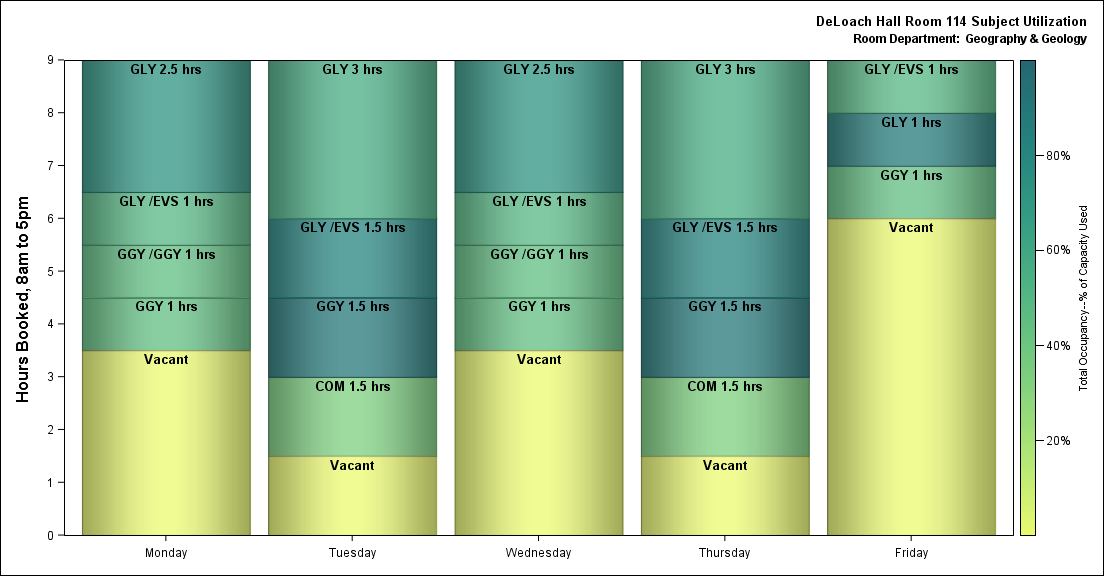 DeLoach Hall Room 114 Subject Utilization
Room Department: Geography & Geology
Hours Booked, 8am to 5pm
9
8
7
6
5
4
3
2
1
0
GLY 2.5 hrs
GLY /EVS 1 hrs
GGY /GGY 1 hrs
GGY 1 hrs
Vacant
GLY 3 hrs
GLY /EVS 1.5 hrs
GGY 1.5 hrs
COM 1.5 hrs
Vacant
GLY 2.5 hrs
GLY /EVS 1 hrs
GGY /GGY 1 hrs
GGY 1 hrs
Vacant
GLY 3 hrs
GLY /EVS 1.5 hrs
GGY 1.5 hrs
COM 1.5 hrs
Vacant
GLY /EVS 1 hrs
GLY 1 hrs
GGY 1 hrs
Vacant
Monday
Tuesday
Wednesday
Thursday
Friday
80%
60%
40%
20%
Total Occupancy--% of Capacity Used